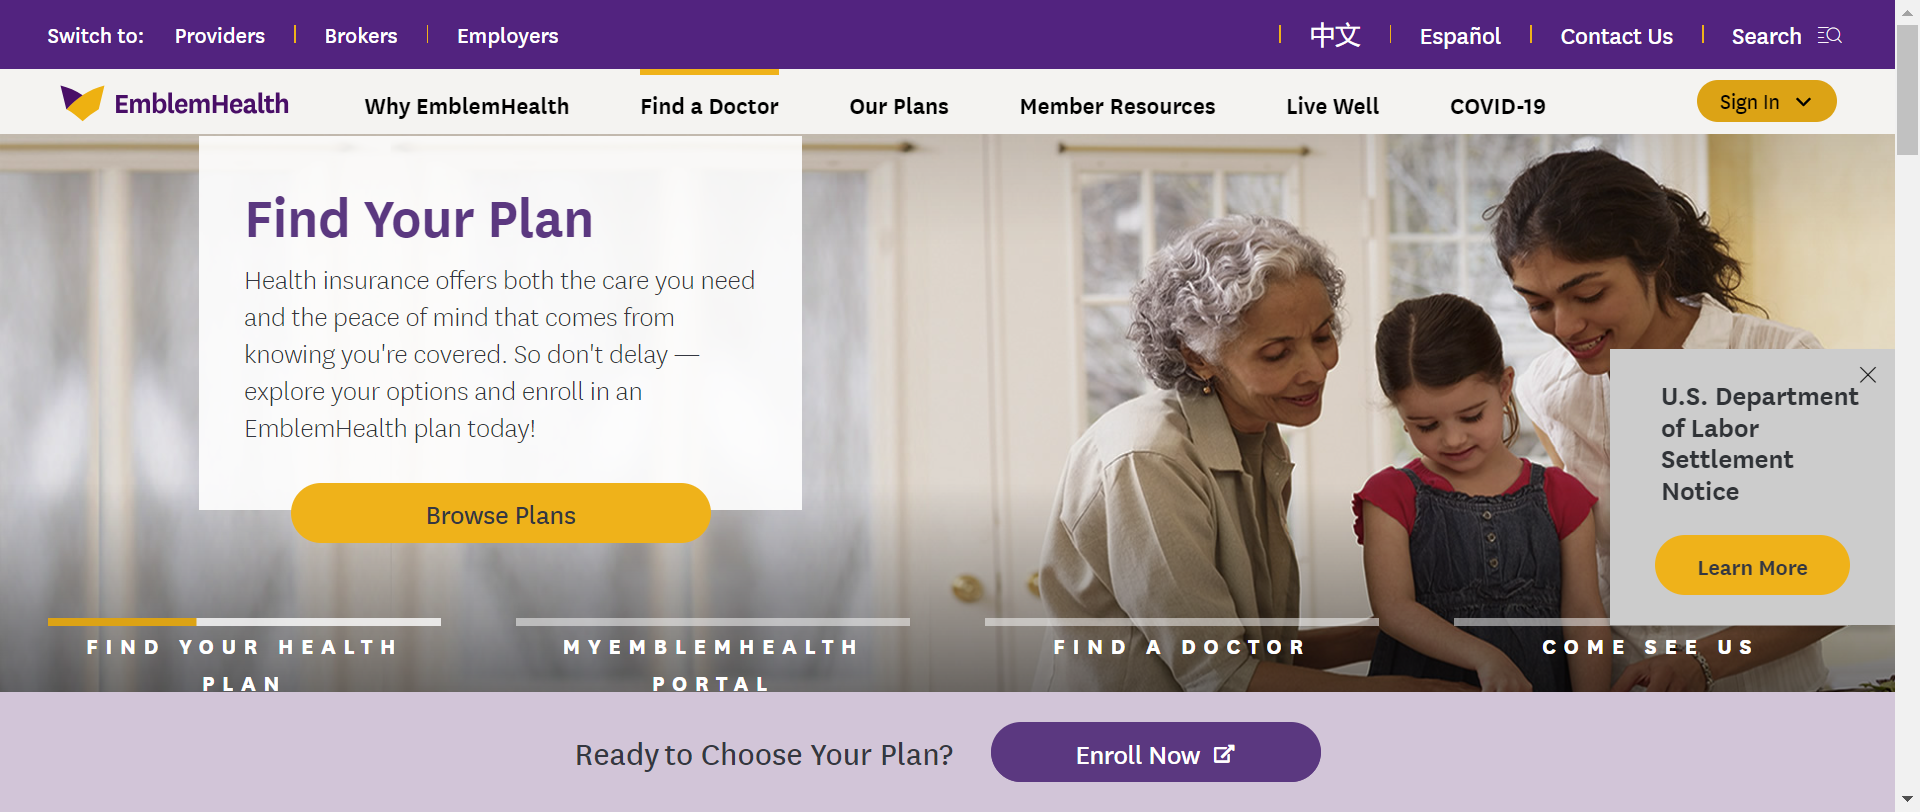 Switch to: Providers Brokers Employers 中文 Español Contact Us Search
EmblemHealth Why EmblemHealth Find a Doctor Our Plans Member Resources Live Well COVID-19 Sign In
Find Your Plan
Health insurance offers both the care you need
and the peace of mind that comes from
knowing you're covered. So don't delay —
explore your options and enroll in an
EmblemHealth plan today!
Browse Plans
U.S. Department
of Labor
Settlement
Notice
Learn More
FIND YOUR HEALTH
PLAN
MYEMBLEMHEALTH
PORTAL
FIND A DOCTOR
COME SEE US
Ready to Choose Your Plan? Enroll Now